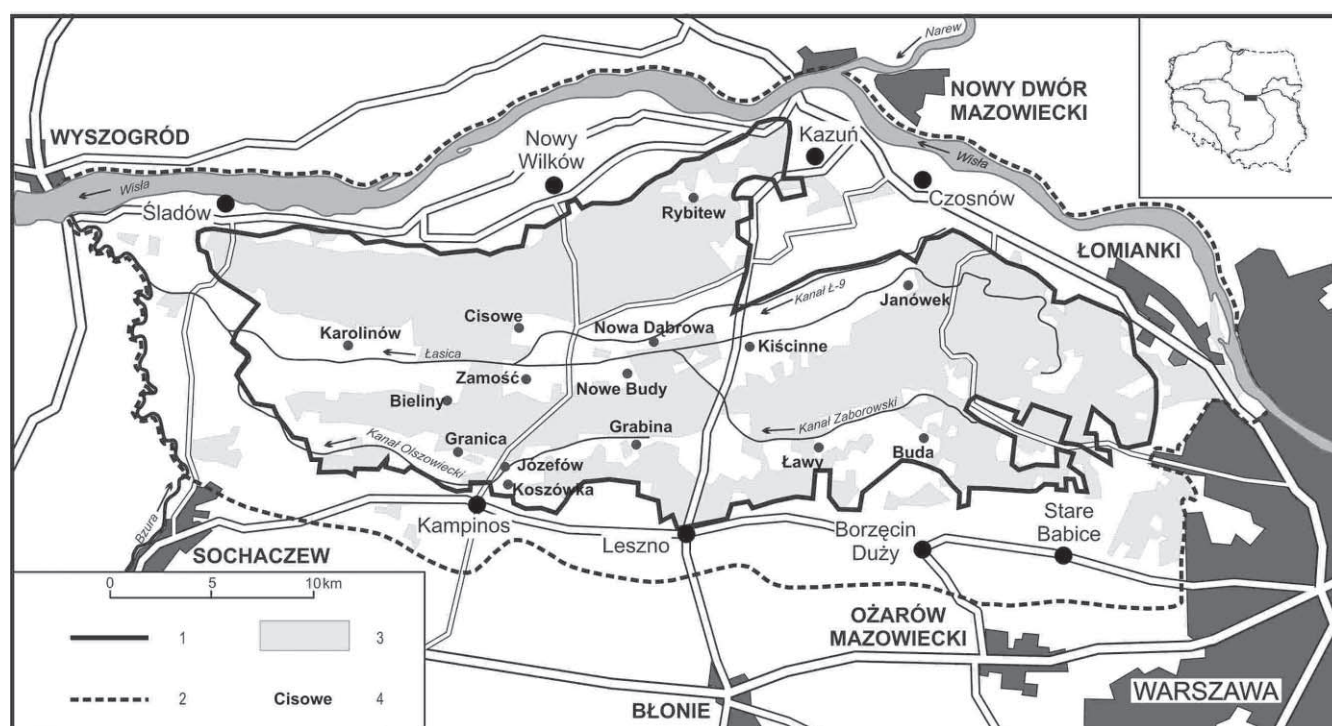 Narew
NOWY DWÓR
MAZOWIECKI
WYSZOGRÓD
Nowy
Wilków
Kazuń
Wisła
Wisła
Śladów
Rybitew
Czosnów
ŁOMIANKI
Kanał Ł-9
Janówek
Cisowe
Nowa Dąbrowa
Karolinów
Kiścinne
Łasica
Zamość
Nowe Budy
Bieliny
Kanał Zaborowski
Granica
Grabina
Kanał Olszowiecki
Józefów
Ławy
Buda
Koszówka
Bzura
Kampinos
Stare
Babice
Borzęcin
Duży
Leszno
SOCHACZEW
0 5 10 km
OŻARÓW
MAZOWIECKI
1 3
2 Cisowe 4
WARSZAWA
BŁONIE